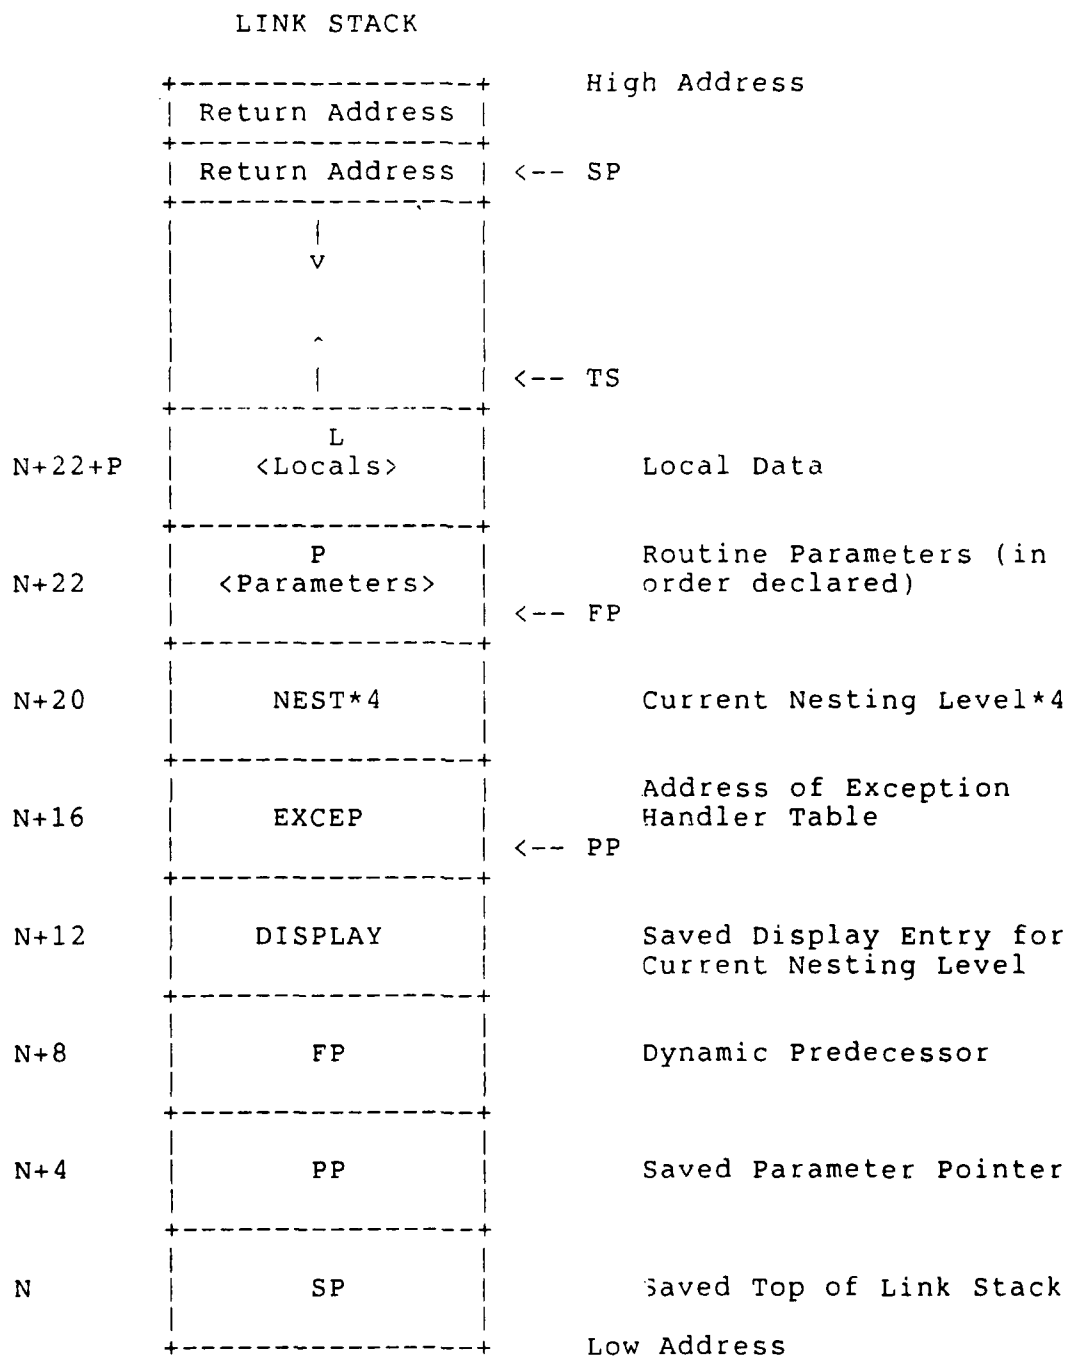 LINK STACK
High Address
Return Address
Return Address <-- SP
v
^
<-- TS
L
N+22+P <Locals> Local Data
P Routine Parameters (in
N+22 <Parameters> order declared)
<-- FP
N+20 NEST*4 Current Nesting Level*4
Address of Exception
N+16 EXCEP Handler Table
<-- PP
N+12 DISPLAY Saved Display Entry for
Current Nesting Level
N+8 FP Dynamic Predecessor
N+4 PP Saved Parameter Pointer
N SP Saved Top of Link Stack
Low Address